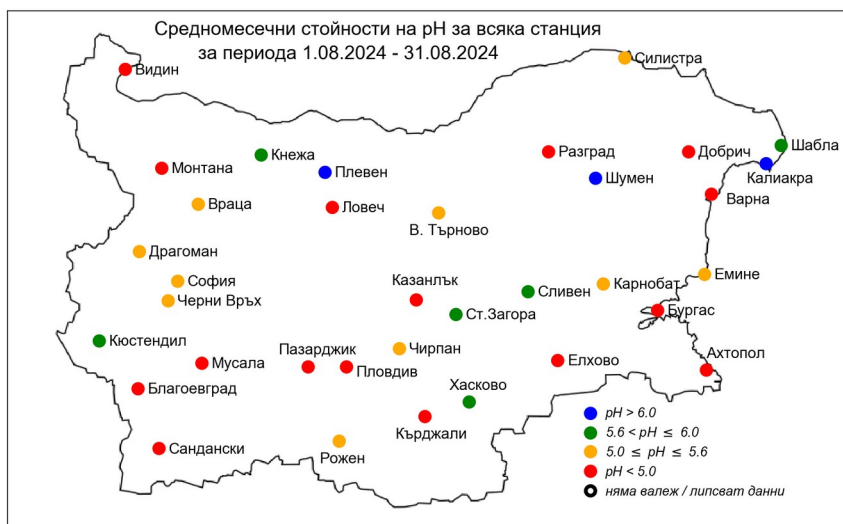 Средномесечни стойности на pH за всяка станция
за периода 1.08.2024 - 31.08.2024
Видин
Силистра
Кнежа
Монтана
Плевен
Разград
Добрич
Шабла
Шумен
Калиакра
Варна
Враца
Ловеч
В. Търново
Драгоман
София
Черни Връх
Казанлък
Сливен
Карнобат
Емине
Ст.Загора
Бургас
Кюстендил
Чирпан
Мусала
Пазарджик
Пловдив
Елхово
Ахтопол
Благоевград
Хасково
Кърджали
Сандански
Рожен
pH > 6.0
5.6 < pH ≤ 6.0
5.0 ≤ pH ≤ 5.6
pH < 5.0
няма валеж / липсват данни